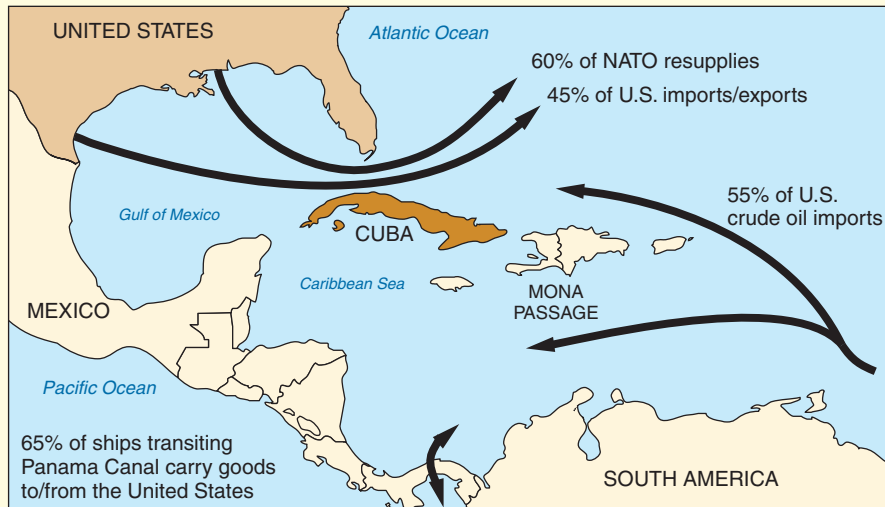 UNITED STATES
Atlantic Ocean
60% of NATO resupplies
45% of U.S. imports/exports
55% of U.S.
crude oil imports
Gulf of Mexico
CUBA
Caribbean Sea
MONA
PASSAGE
MEXICO
Pacific Ocean
65% of ships transiting
Panama Canal carry goods
to/from the United States
SOUTH AMERICA